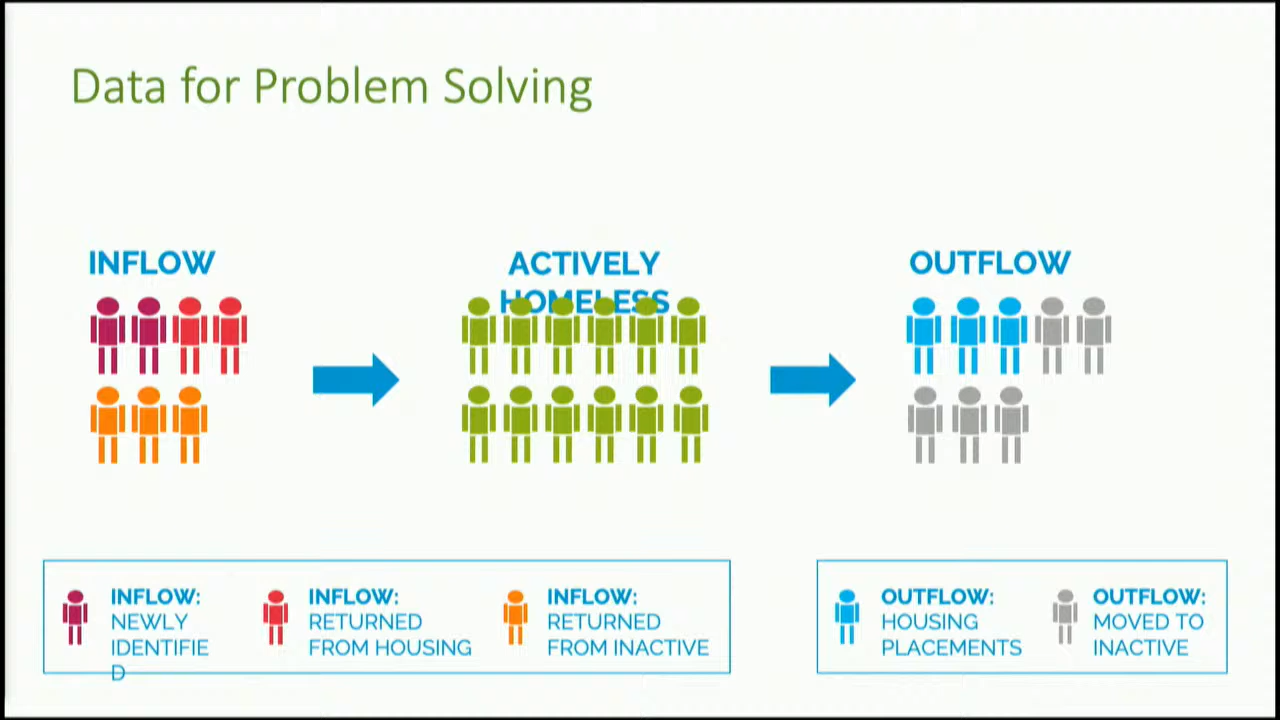 Data for Problem Solving
INFLOW
ACTIVELY
HOMELESS
OUTFLOW
INFLOW:
NEWLY
IDENTIFIE
D
INFLOW:
RETURNED
FROM HOUSING
INFLOW:
RETURNED
FROM INACTIVE
OUTFLOW:
HOUSING
PLACEMENTS
OUTFLOW:
MOVED TO
INACTIVE